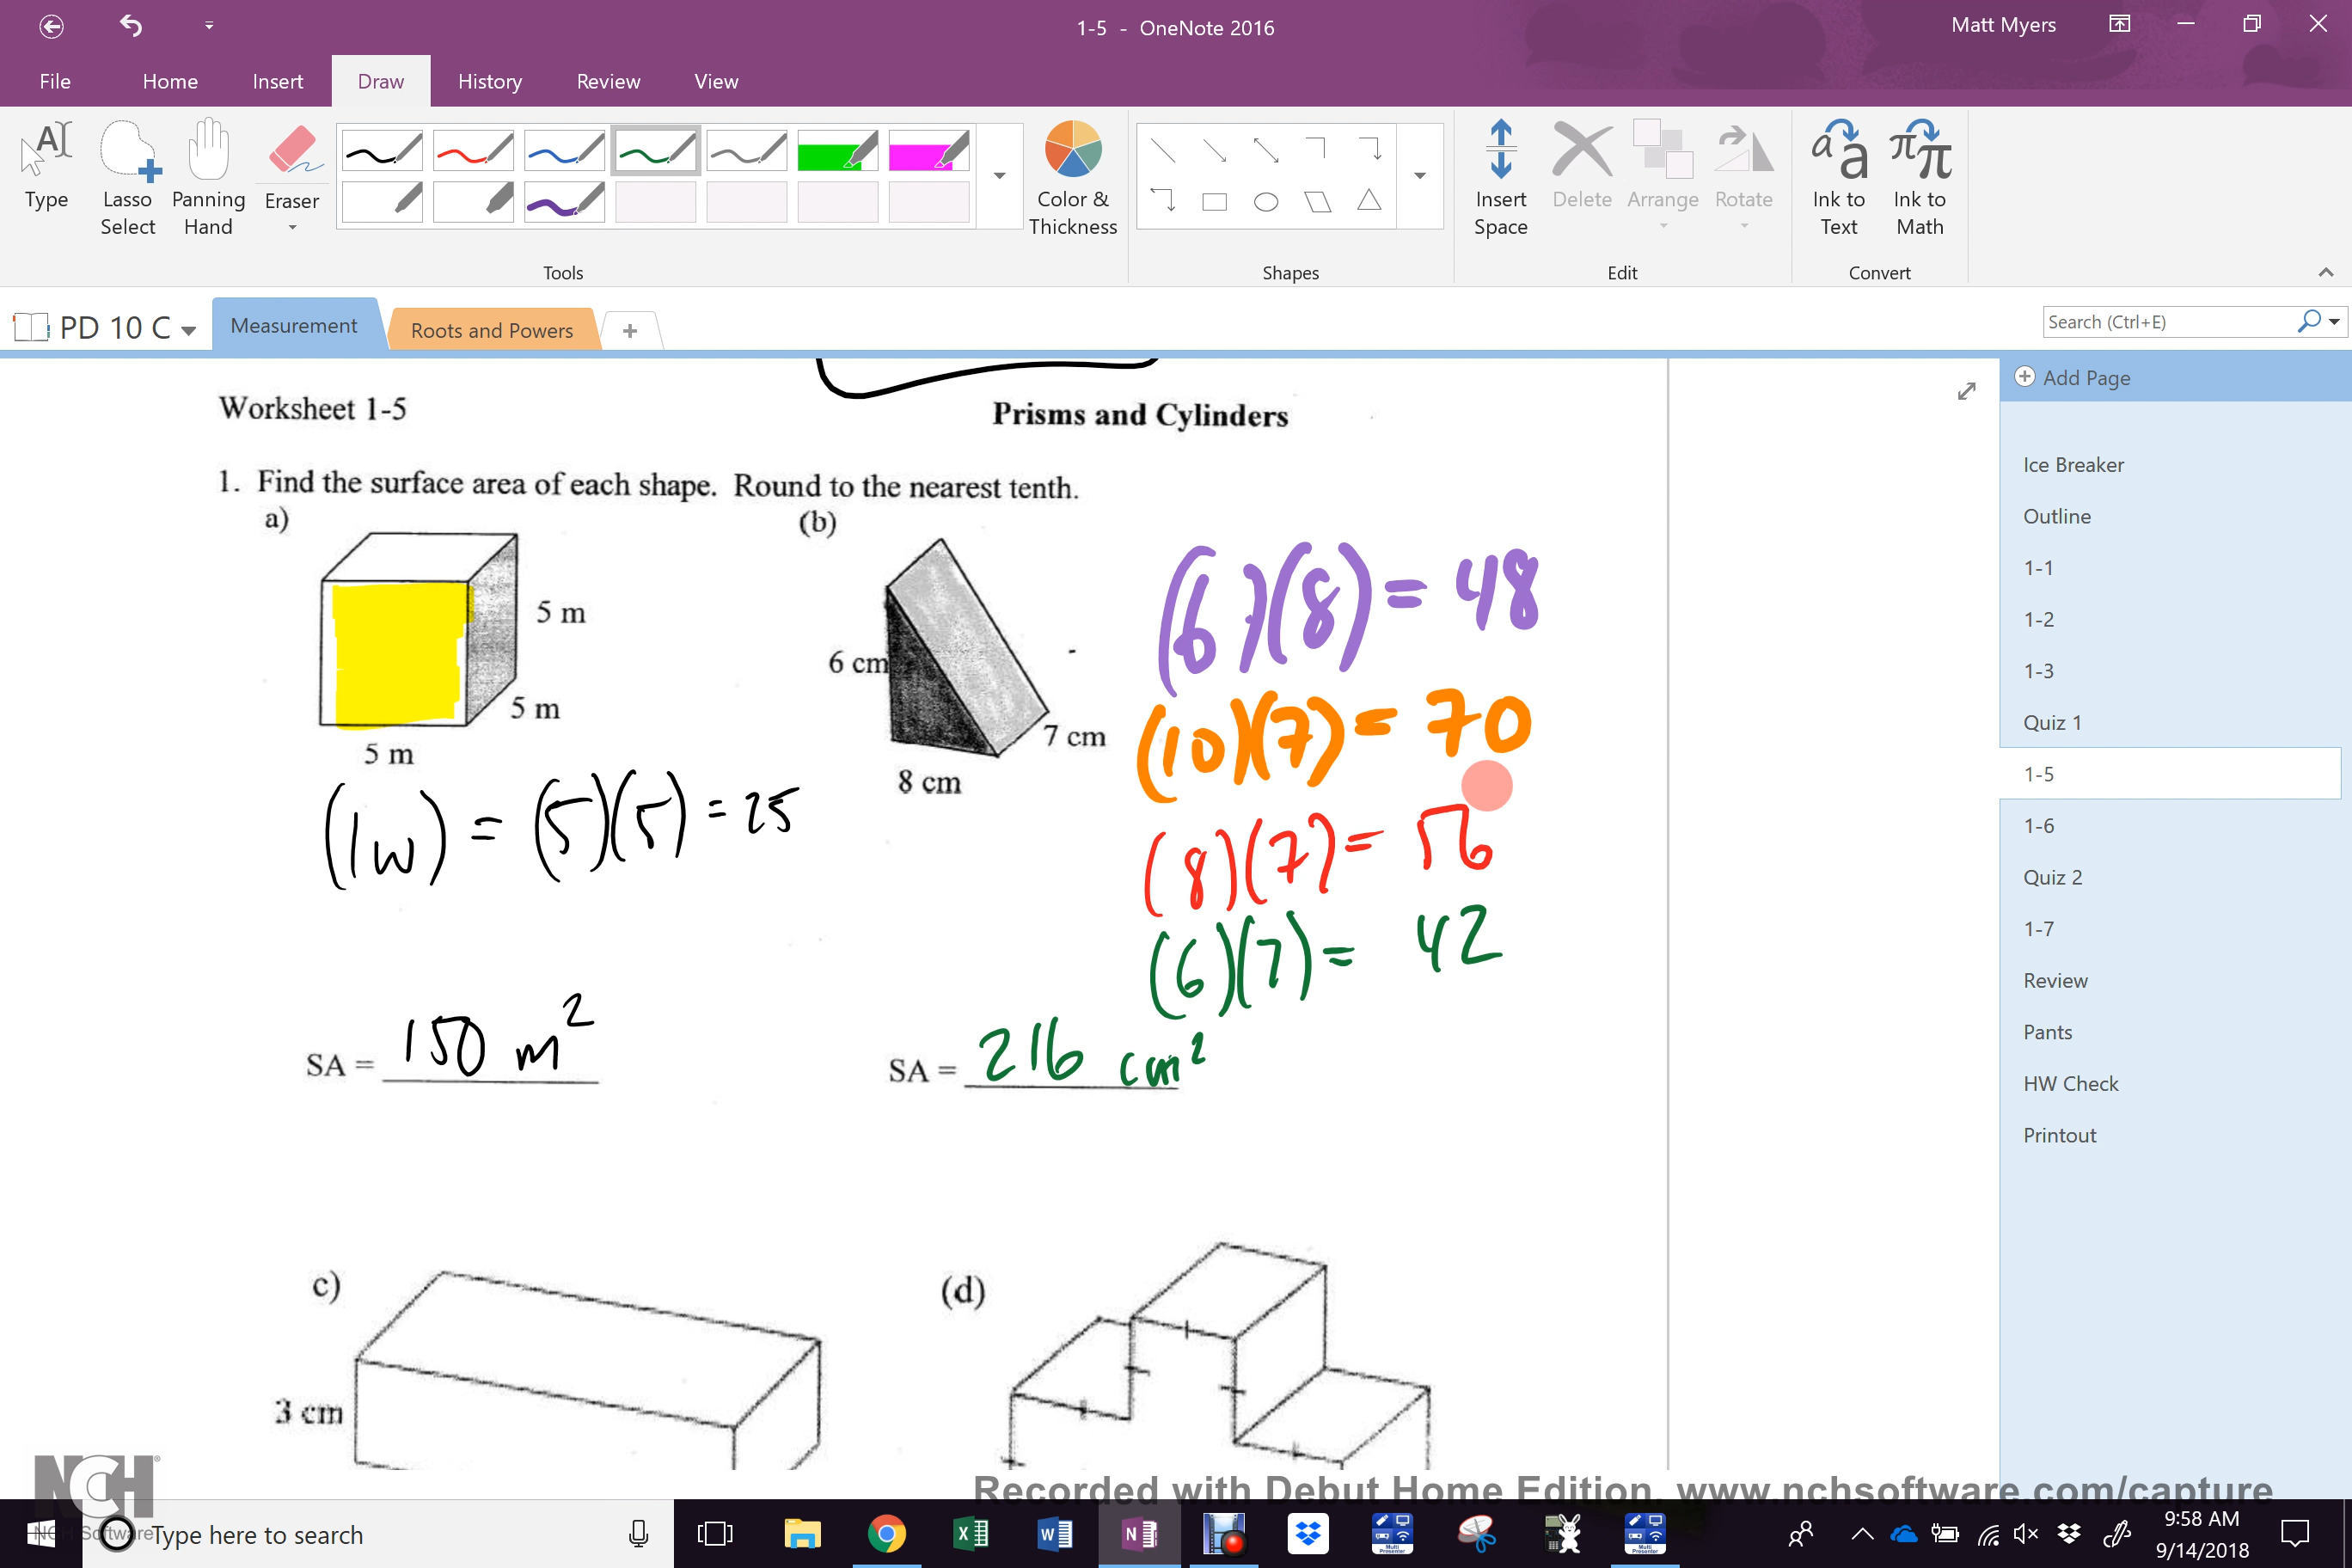 1-5 - OneNote 2016
Matt Myers
File Home Insert Draw History Review View
Type
Lasso Select
Panning Hand
Eraser
Color & Thickness
Insert Space
Delete
Arrange
Rotate
Ink to Text
Ink to Math
Tools
Shapes
Edit
Convert
PD 10 C
Measurement
Roots and Powers
Search (Ctrl+E)
Add Page
Ice Breaker
Outline
1-1
1-2
1-3
Quiz 1
1-5
1-6
Quiz 2
1-7
Review
Pants
HW Check
Printout
Worksheet 1-5
Prisms and Cylinders
1. Find the surface area of each shape. Round to the nearest tenth.
a)
5 m
5 m
5 m
(lw) = (5)(5) = 25
SA = 150 m²
(b)
6 cm
7 cm
8 cm
(6)(8) = 48
(10)(7) = 70
(8)(7) = 56
(6)(7) = 42
SA = 216 cm²
c)
3 cm
(d)
NCH
NCH Software
Recorded with Debut Home Edition. www.nchsoftware.com/capture
Type here to search
9:58 AM
9/14/2018